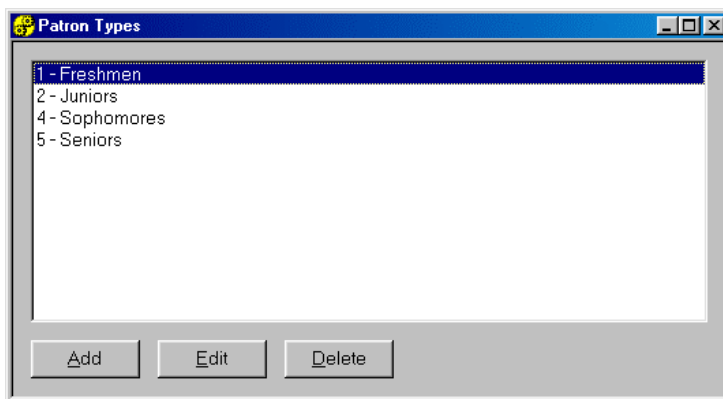 Patron Types
1 - Freshmen
2 - Juniors
4 - Sophomores
5 - Seniors
Add Edit Delete